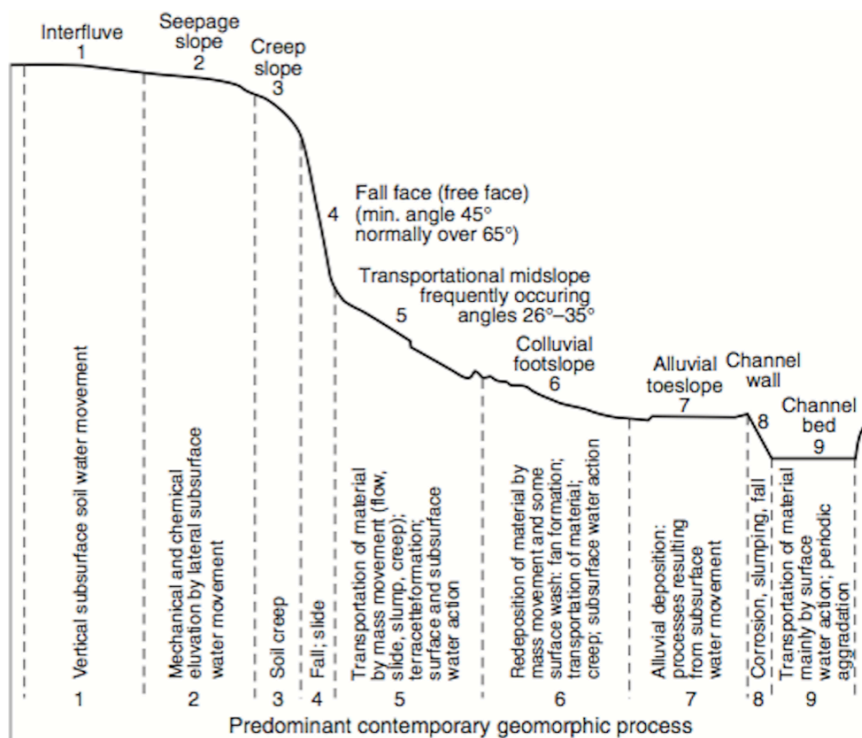 Interfluve
1
Seepage
slope
2
Creep
slope
3
4
Fall face (free face)
(min. angle 45°
normally over 65°)
Transportational midslope
frequently occuring
angles 26°–35°
5
Colluvial
footslope
6
Alluvial
toeslope
7
Channel
wall
8
Channel
bed
9
Vertical subsurface soil water movement
Mechanical and chemical
eluvation by lateral subsurface
water movement
Soil creep
Fall; slide
Transportation of material
by mass movement (flow,
slide, slump, creep);
terracetteformation;
surface and subsurface
water action
Redeposition of material by
mass movement and some
surface wash: fan formation;
transportation of material;
creep; subsurface water action
Alluvial deposition:
processes resulting
from subsurface
water movement
Corrosion, slumping, fall
Transportation of material
mainly by surface
water action; periodic
aggradation
1 2 3 4 5 6 7 8 9
Predominant contemporary geomorphic process